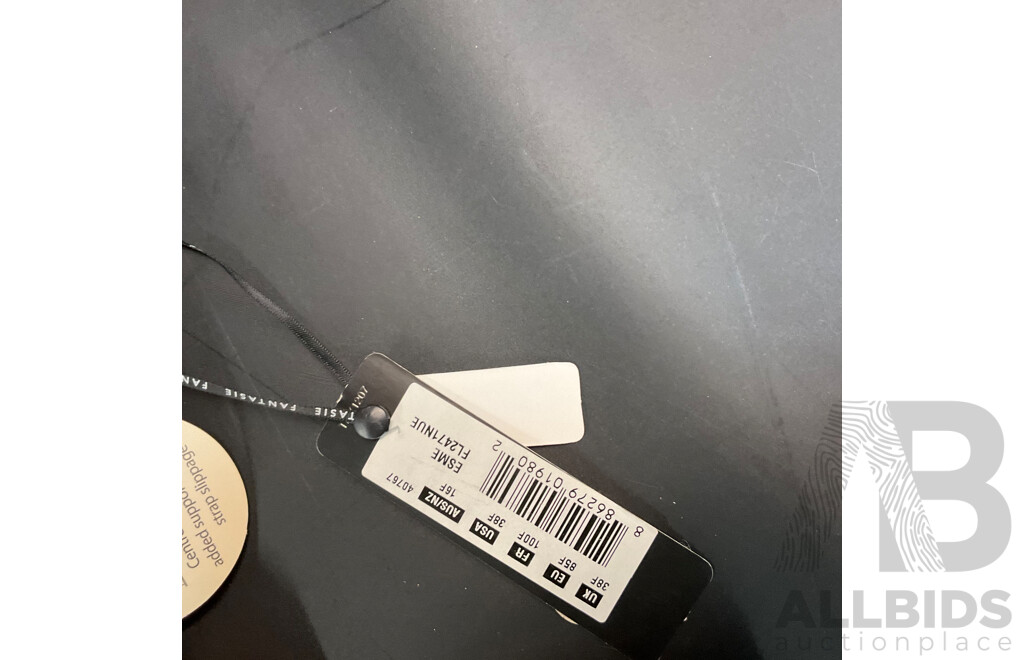 FANTASIE FANTASIE
ESME
FL2471NUE
40767
8 86279 01980 2
UK EU FR USA AUS/NZ
38F 85F 100F 38F 16F
added support
strap slippage
ALLBIDS
auctionplace